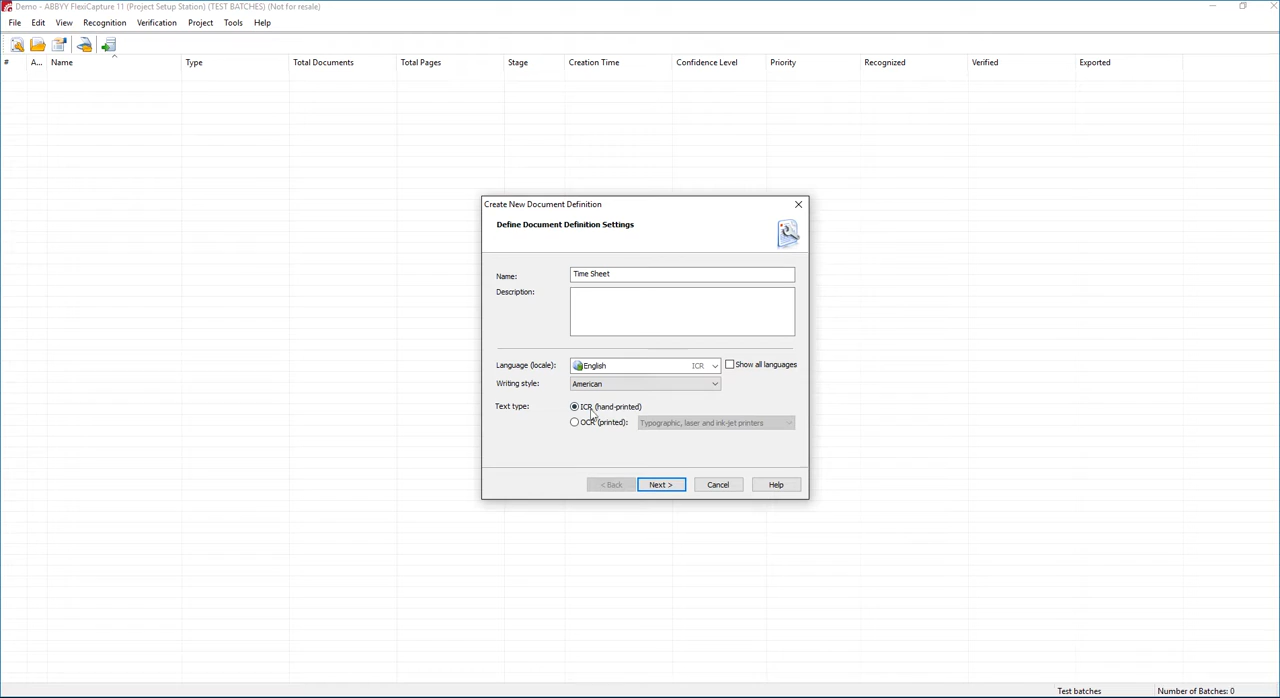 Demo - ABBYY FlexiCapture 11 (Project Setup Station) (TEST BATCHES) (Not for resale)
File Edit View Recognition Verification Project Tools Help
# A... Name Type Total Documents Total Pages Stage Creation Time Confidence Level Priority Recognized Verified Exported
Create New Document Definition
Define Document Definition Settings
Name: Time Sheet
Description:
Language (locale): English ICR Show all languages
Writing style: American
Text type: ICR (hand-printed)
OCR (printed): Typographic, laser and ink-jet printers
< Back Next > Cancel Help
Test batches Number of Batches: 0